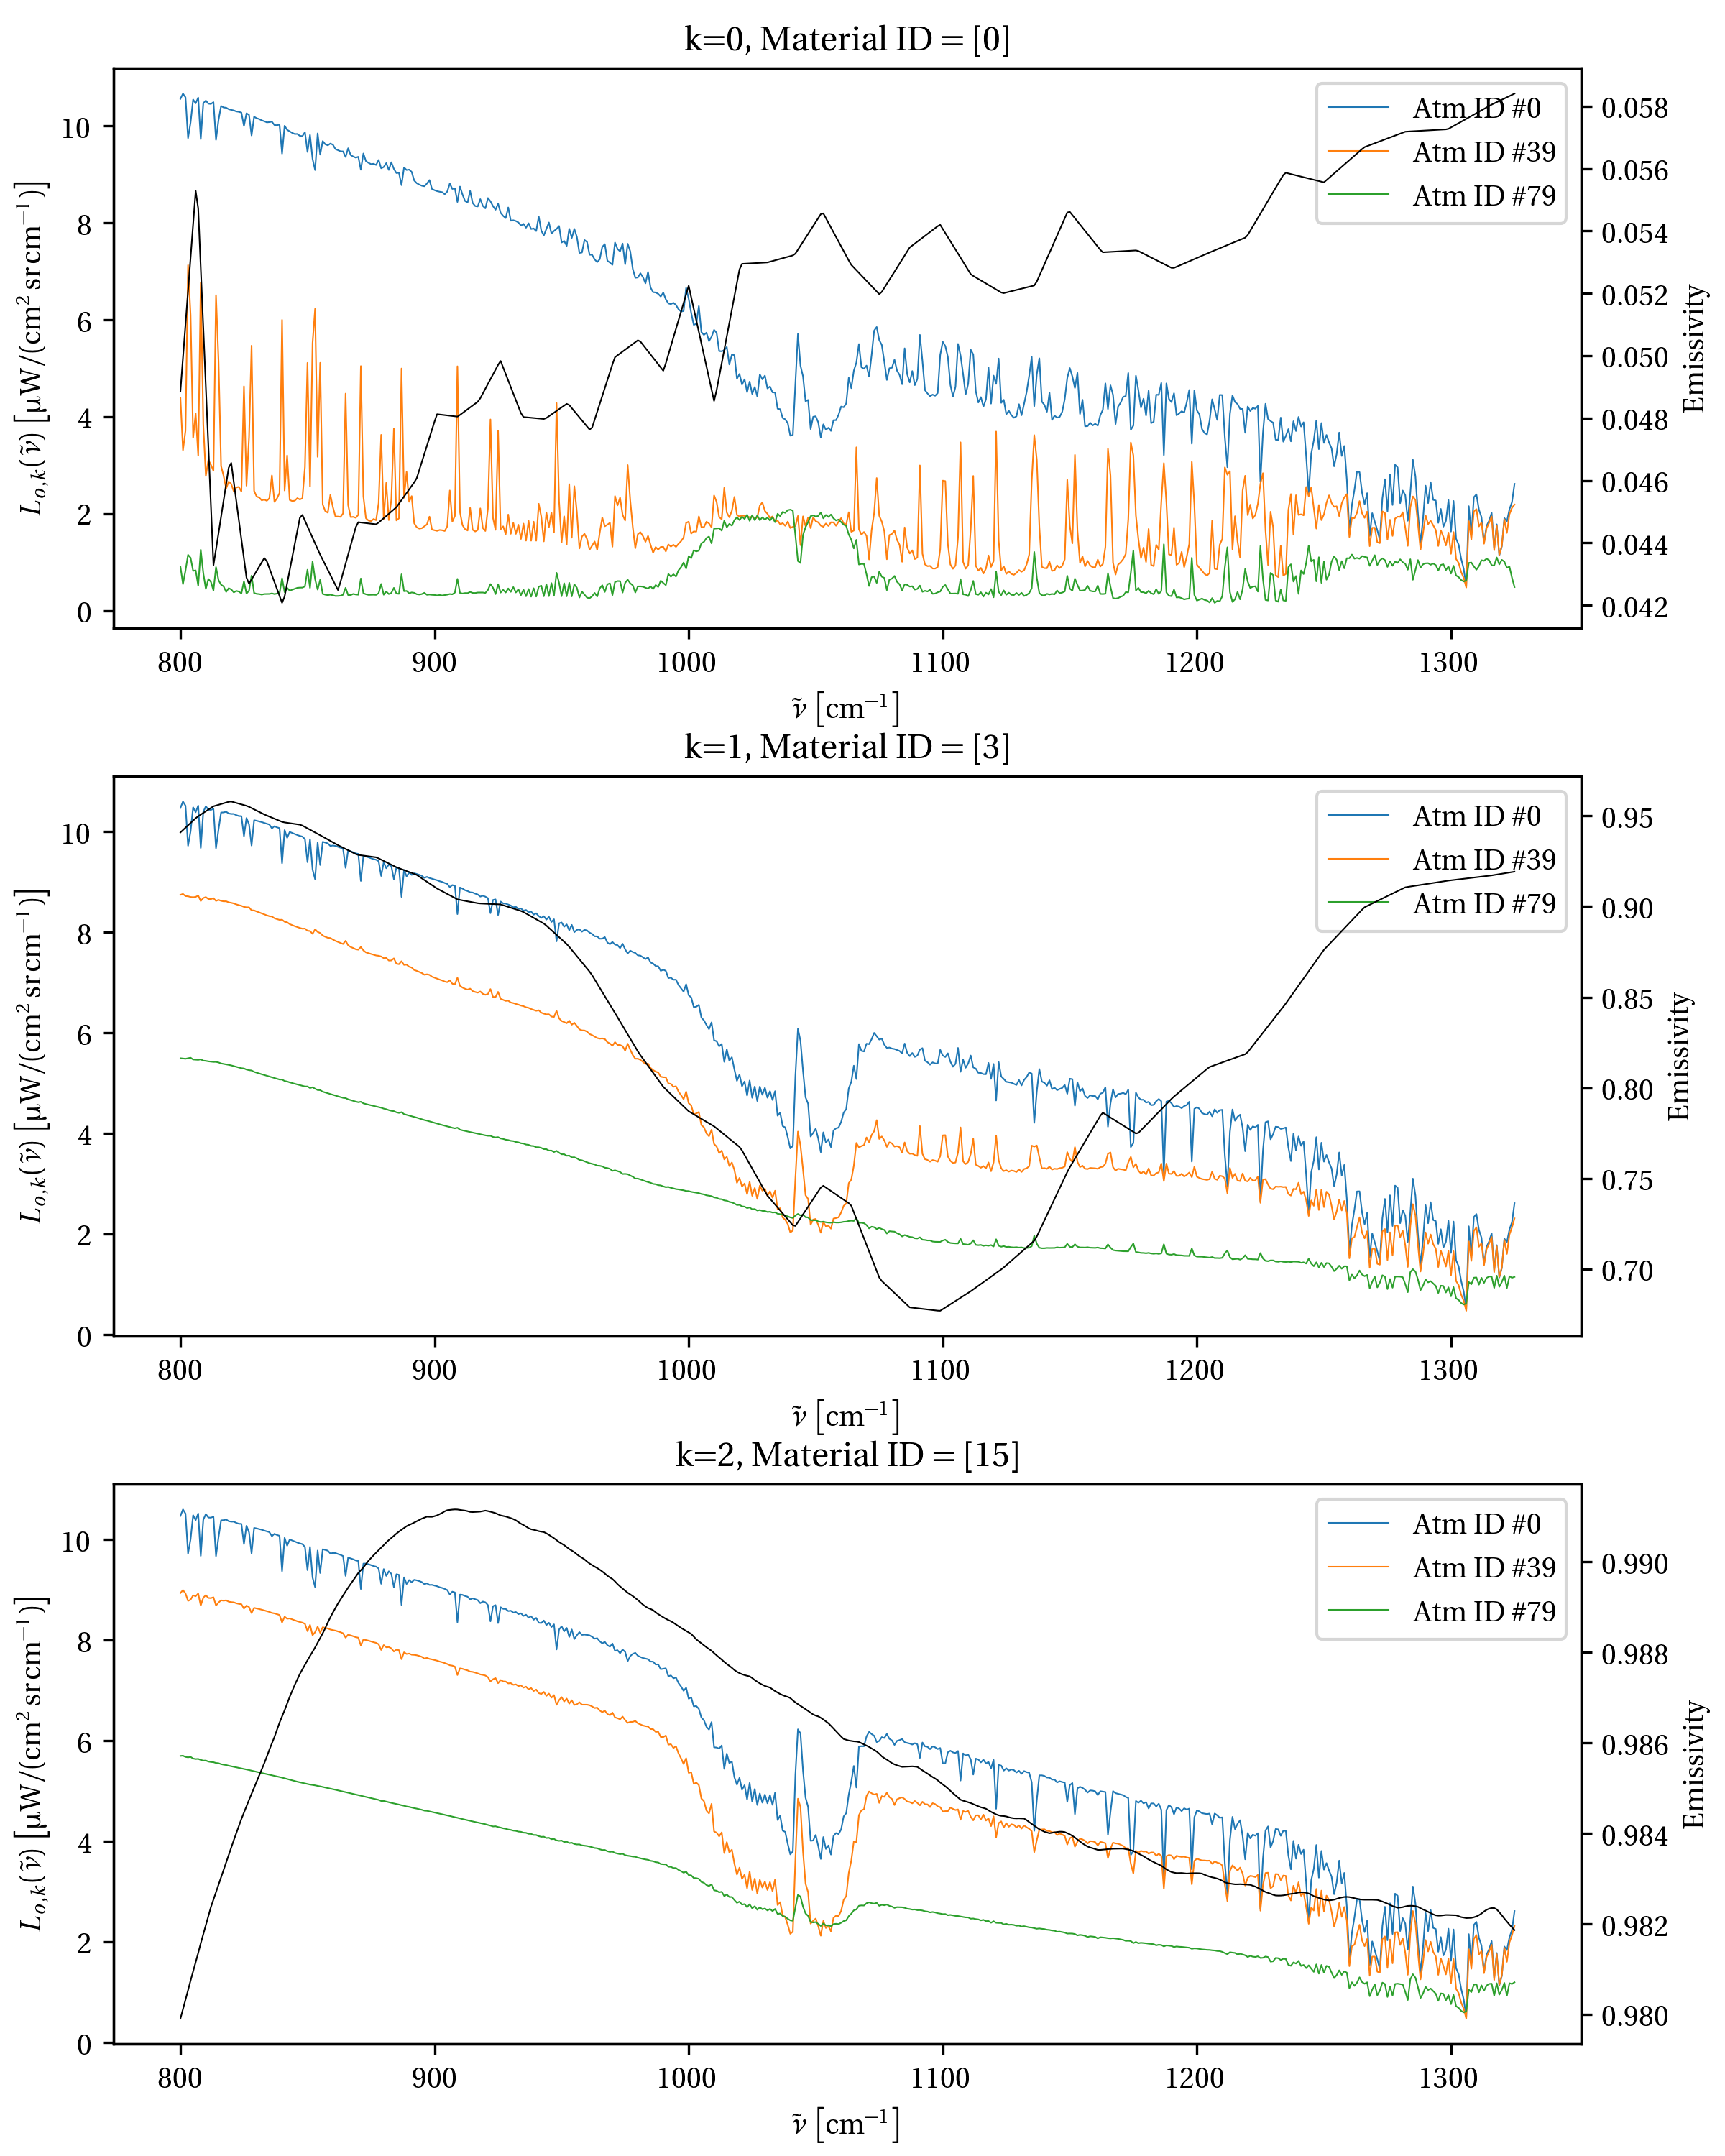 k=0, Material ID = [0]
Atm ID #0
Atm ID #39
Atm ID #79
10
8
6
4
2
0
0.058
0.056
0.054
0.052
0.050
0.048
0.046
0.044
0.042
L_{o,k}(ν̃) [µW/(cm² srcm⁻¹)]
Emissivity
800 900 1000 1100 1200 1300
ν̃ [cm⁻¹]
k=1, Material ID = [3]
Atm ID #0
Atm ID #39
Atm ID #79
10
8
6
4
2
0
0.95
0.90
0.85
0.80
0.75
0.70
L_{o,k}(ν̃) [µW/(cm² srcm⁻¹)]
Emissivity
800 900 1000 1100 1200 1300
ν̃ [cm⁻¹]
k=2, Material ID = [15]
Atm ID #0
Atm ID #39
Atm ID #79
10
8
6
4
2
0
0.990
0.988
0.986
0.984
0.982
0.980
L_{o,k}(ν̃) [µW/(cm² srcm⁻¹)]
Emissivity
800 900 1000 1100 1200 1300
ν̃ [cm⁻¹]